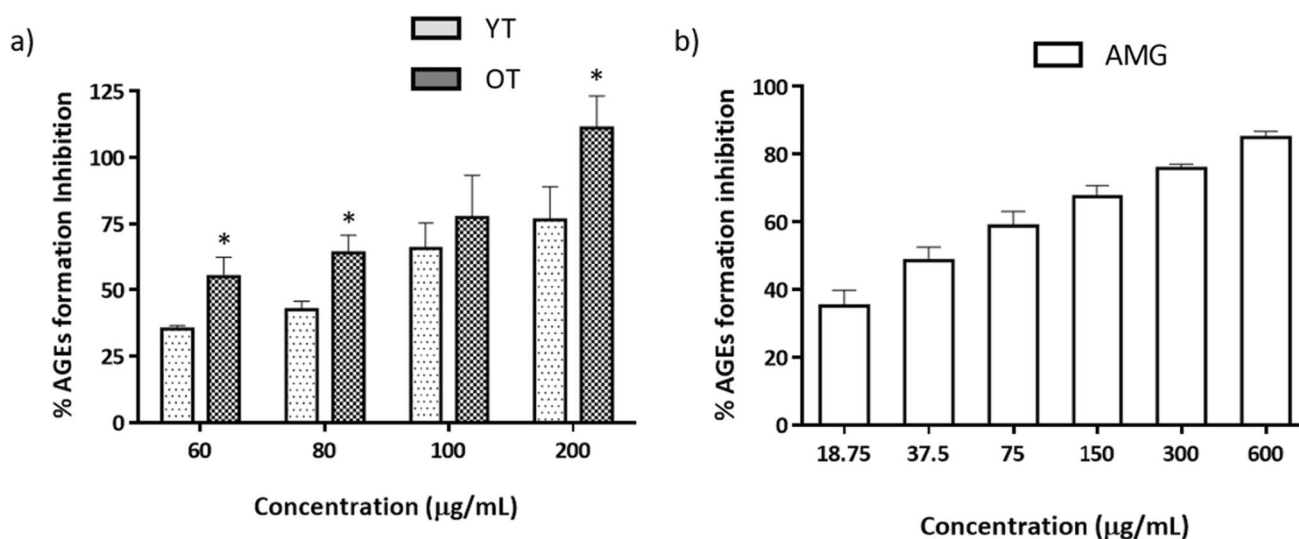 a)
YT
OT
% AGEs formation Inhibition
125
100
75
50
25
0
*
*
*
60
80
100
200
Concentration (µg/mL)
b)
AMG
% AGEs formation inhibition
100
80
60
40
20
0
18.75
37.5
75
150
300
600
Concentration (µg/mL)